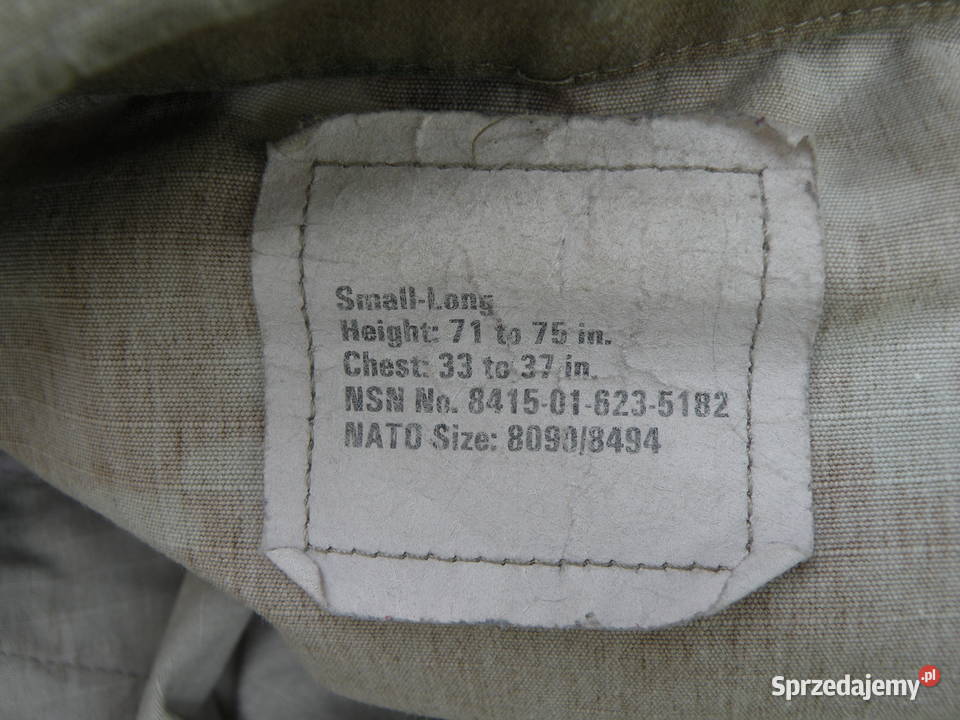 Small-Long
Height: 71 to 75 in.
Chest: 33 to 37 in.
NSN No. 8415-01-623-5182
NATO Size: 8090/8494
Sprzedajemy.pl